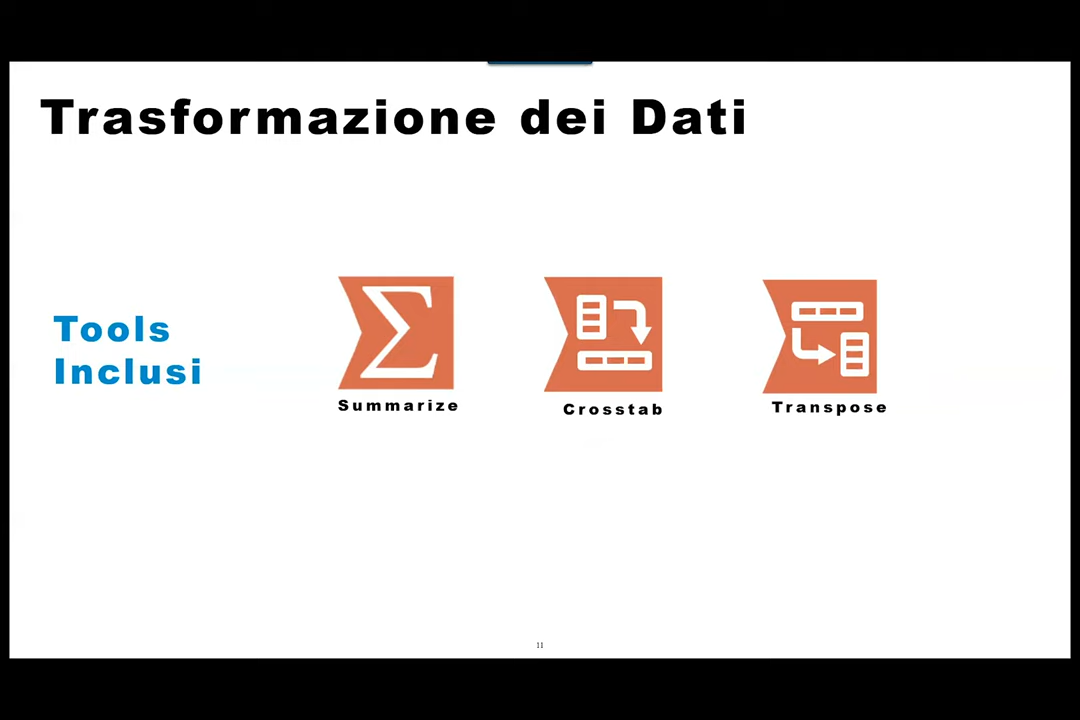 Trasformazione dei Dati
Tools
Inclusi
Summarize
Crosstab
Transpose
11